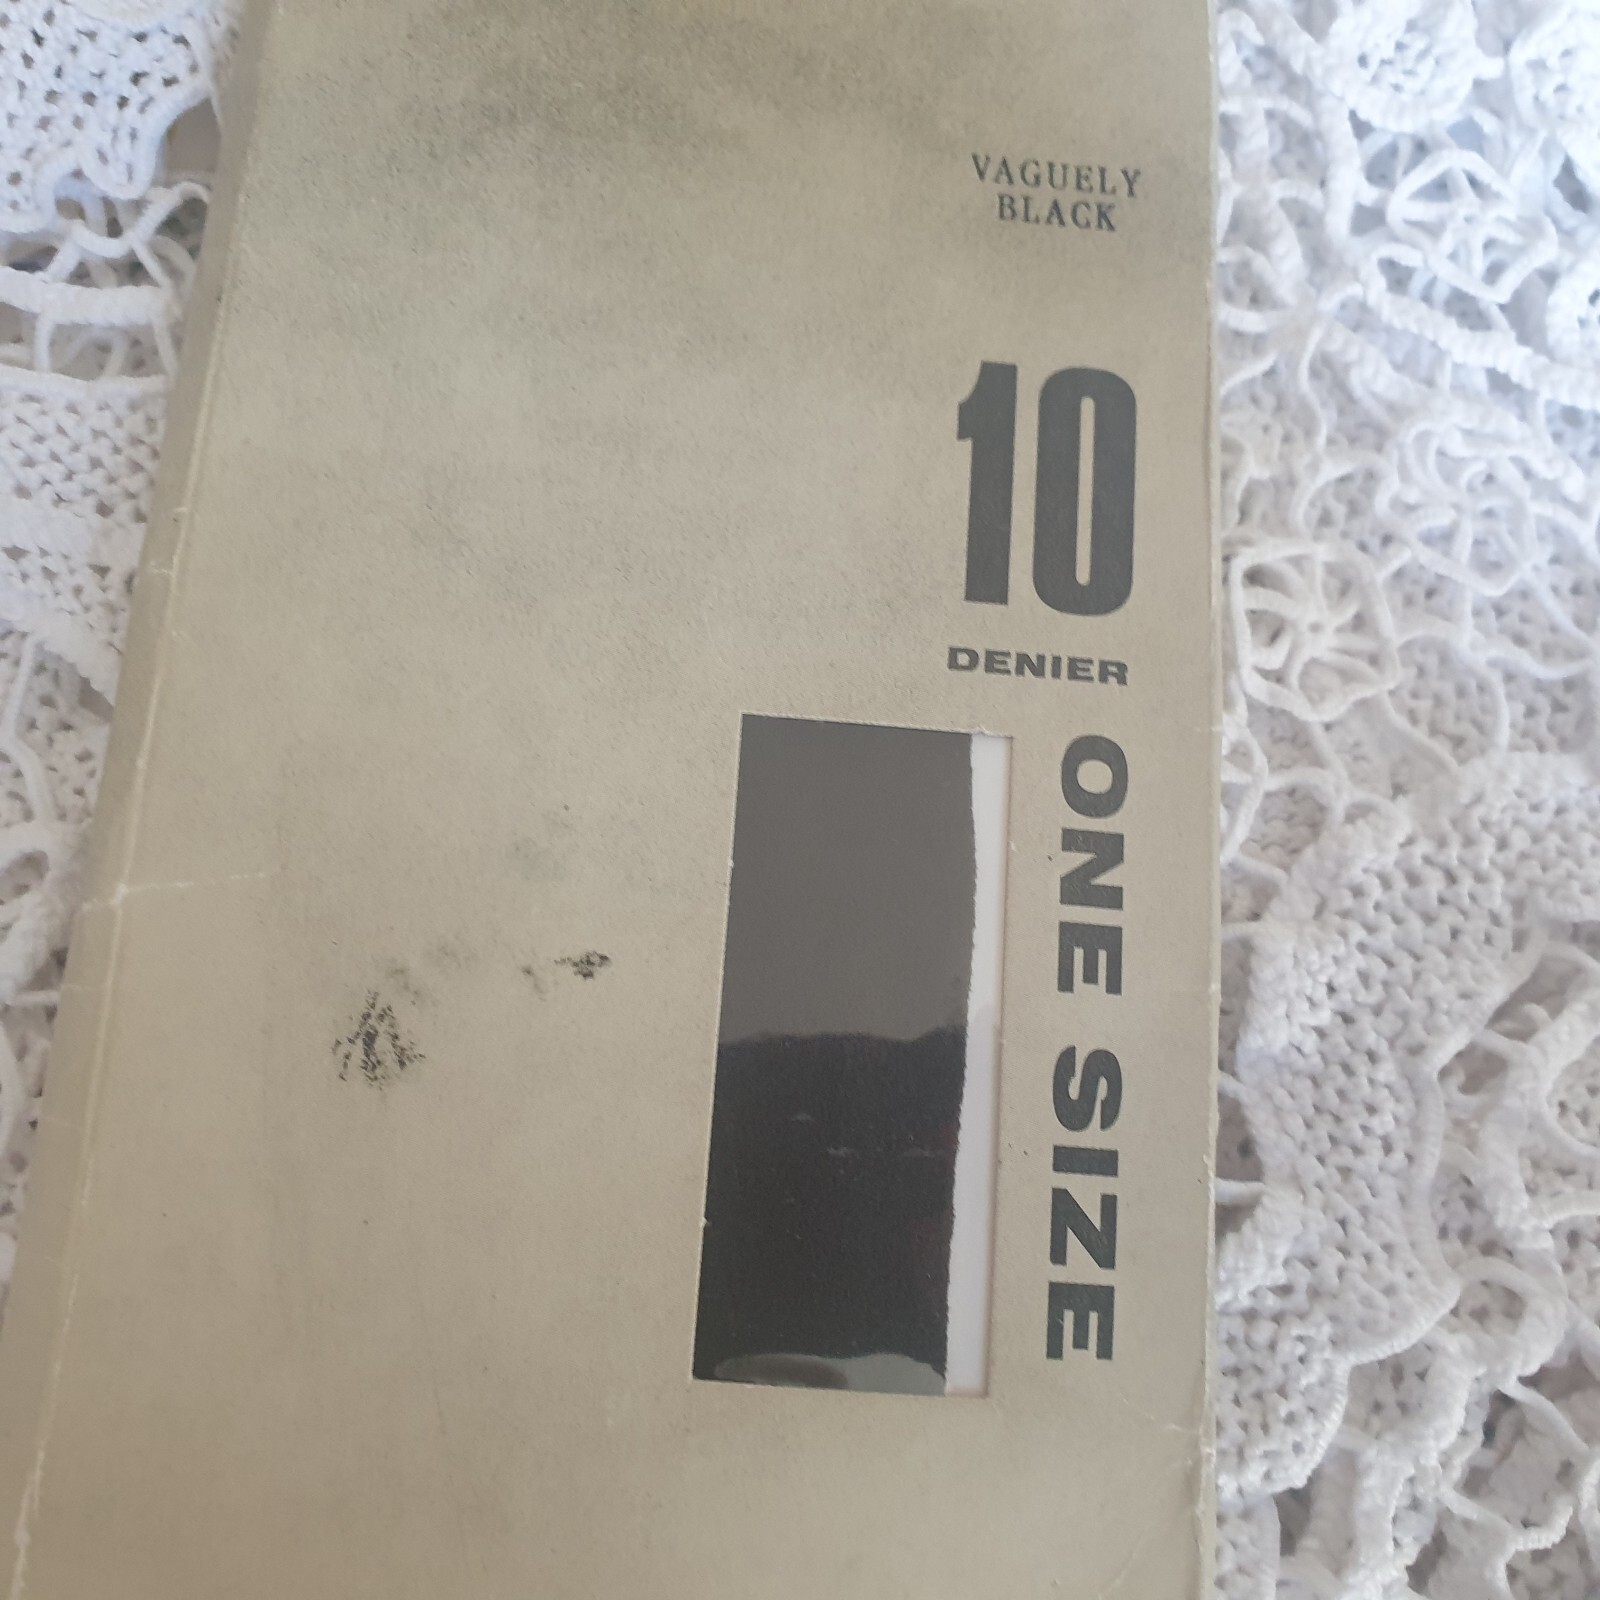 VAGUELY
BLACK
10
DENIER
ONE SIZE